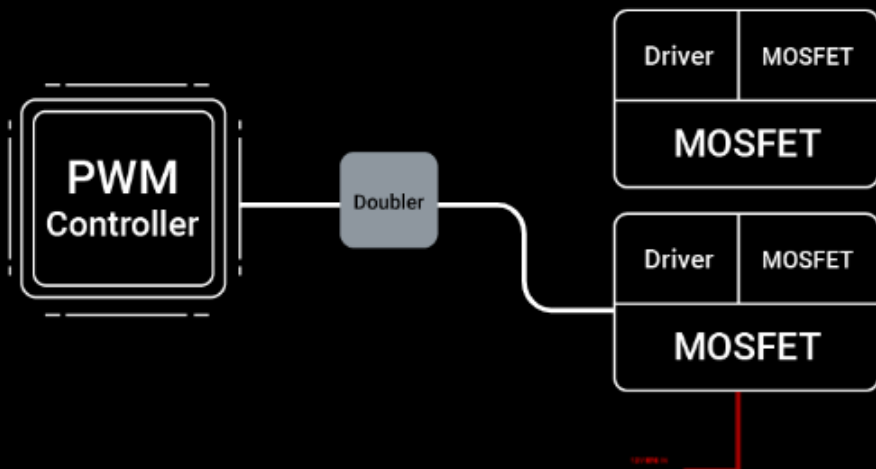 Driver MOSFET
MOSFET
PWM
Controller
Doubler
Driver MOSFET
MOSFET